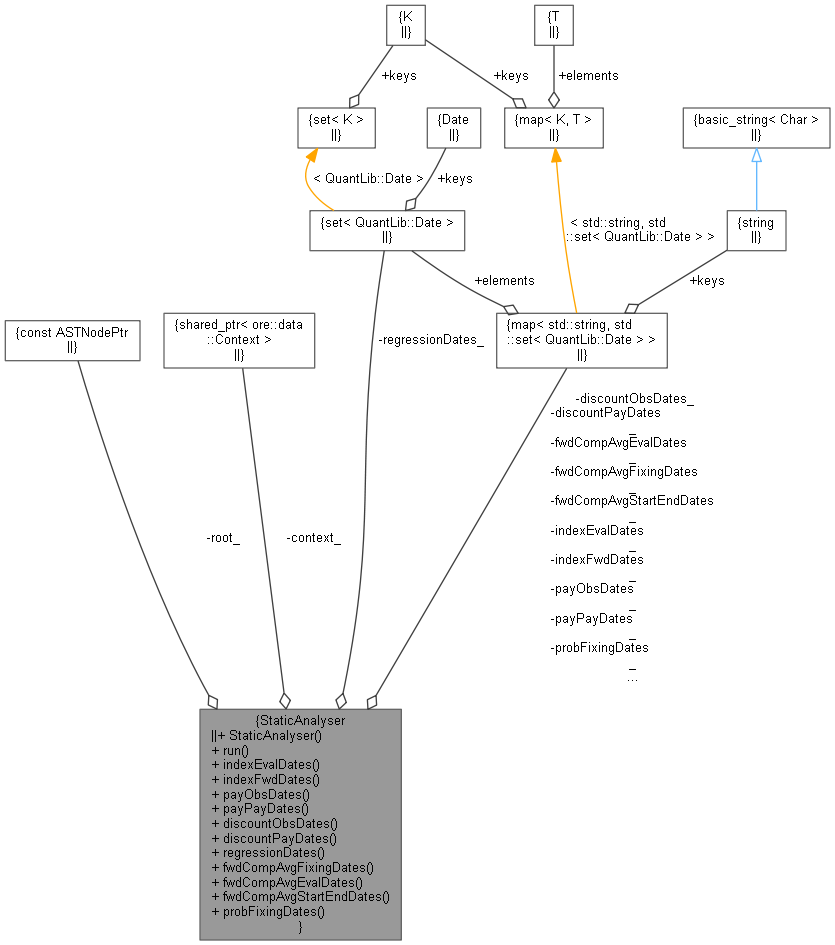 {K
||}
{T
||}
+keys
+keys
+elements
{set< K >
||}
{Date
||}
{map< K, T >
||}
{basic_string< Char >
||}
< QuantLib::Date >
+keys
{set< QuantLib::Date >
||}
< std::string, std
::set< QuantLib::Date > >
{string
||}
+elements
+keys
{const ASTNodePtr
||}
{shared_ptr< ore::data
::Context >
||}
-regressionDates_
{map< std::string, std
::set< QuantLib::Date > >
||}
-discountObsDates_
-discountPayDates
_
-fwdCompAvgEvalDates
_
-fwdCompAvgFixingDates
_
-fwdCompAvgStartEndDates
_
-indexEvalDates
_
-indexFwdDates
_
-payObsDates
_
-payPayDates
_
-probFixingDates
_
...
-root_
-context_
{StaticAnalyser
||+ StaticAnalyser()
+ run()
+ indexEvalDates()
+ indexFwdDates()
+ payObsDates()
+ payPayDates()
+ discountObsDates()
+ discountPayDates()
+ regressionDates()
+ fwdCompAvgFixingDates()
+ fwdCompAvgEvalDates()
+ fwdCompAvgStartEndDates()
+ probFixingDates()
}